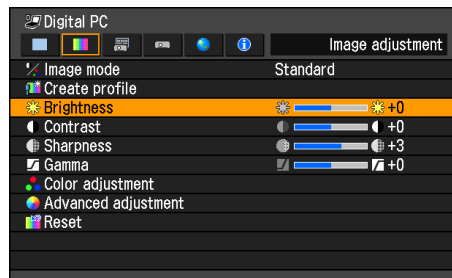 Digital PC
Image adjustment
Image mode Standard
Create profile
Brightness +0
Contrast +0
Sharpness +3
Gamma +0
Color adjustment
Advanced adjustment
Reset